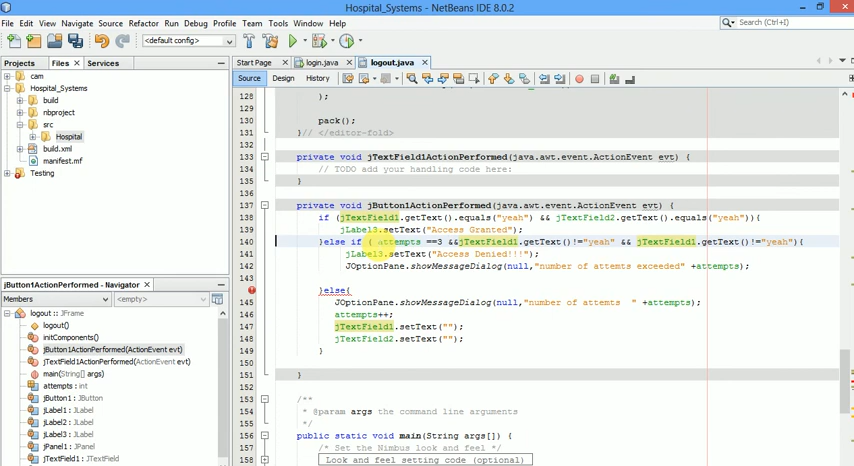 Hospital_Systems - NetBeans IDE 8.0.2
File Edit View Navigate Source Refactor Run Debug Profile Team Tools Window Help
Search (Ctrl+I)
<default config>
Projects Files Services
Start Page login.java logout.java
Source Design History
cam
Hospital_Systems
build
nbproject
src
Hospital
build.xml
manifest.mf
Testing
128 );
129
130 pack();
131 }// </editor-fold>
132
133 private void jTextField1ActionPerformed(java.awt.event.ActionEvent evt) {
134 // TODO add your handling code here:
135 }
136
137 private void jButton1ActionPerformed(java.awt.event.ActionEvent evt) {
138 if (jTextField1.getText().equals("yeah") && jTextField2.getText().equals("yeah")){
139 jLabel3.setText("Access Granted");
140 }else if ( attempts ==3 &&jTextField1.getText()!="yeah" && jTextField1.getText()!="yeah"){
141 jLabel3.setText("Access Denied!!!");
142 JOptionPane.showMessageDialog(null,"number of attemts exceeded" +attempts);
143
}else{
145 JOptionPane.showMessageDialog(null,"number of attemts " +attempts);
146 attempts++;
147 jTextField1.setText("");
148 jTextField2.setText("");
149 }
150
151 }
152
153 /**
154 * @param args the command line arguments
155 */
156 public static void main(String args[]) {
157 /* Set the Nimbus look and feel */
158 Look and feel setting code (optional)
jButton1ActionPerformed - Navigator
Members <empty>
logout :: JFrame
logout()
initComponents()
jButton1ActionPerformed(ActionEvent evt)
jTextField1ActionPerformed(ActionEvent evt)
main(String[] args)
attempts : int
jButton1 : JButton
jLabel1 : JLabel
jLabel2 : JLabel
jLabel3 : JLabel
jPanel1 : JPanel
jTextField1 : JTextField